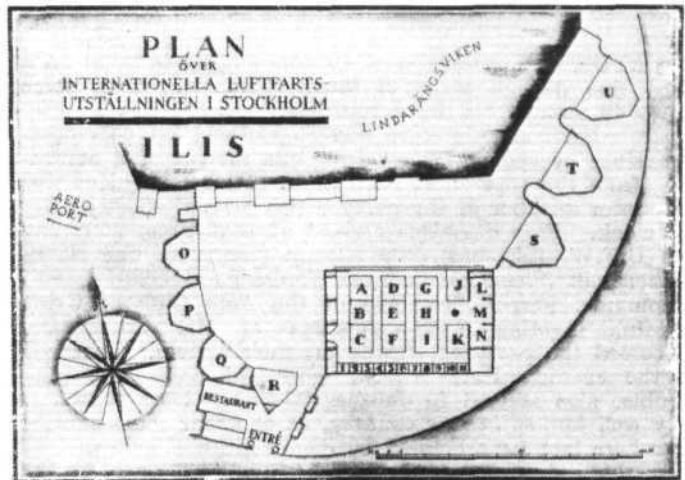 PLAN
ÖVER
INTERNATIONELLA LUFTFARTS-
UTSTÄLLNINGEN I STOCKHOLM
ILIS
LINDARÄNGSVIKEN
AERO
PORT
U
T
S
O
P
Q
R
A D G J L
B E H M
C F I K N
RESTAURANT
ENTRÉ